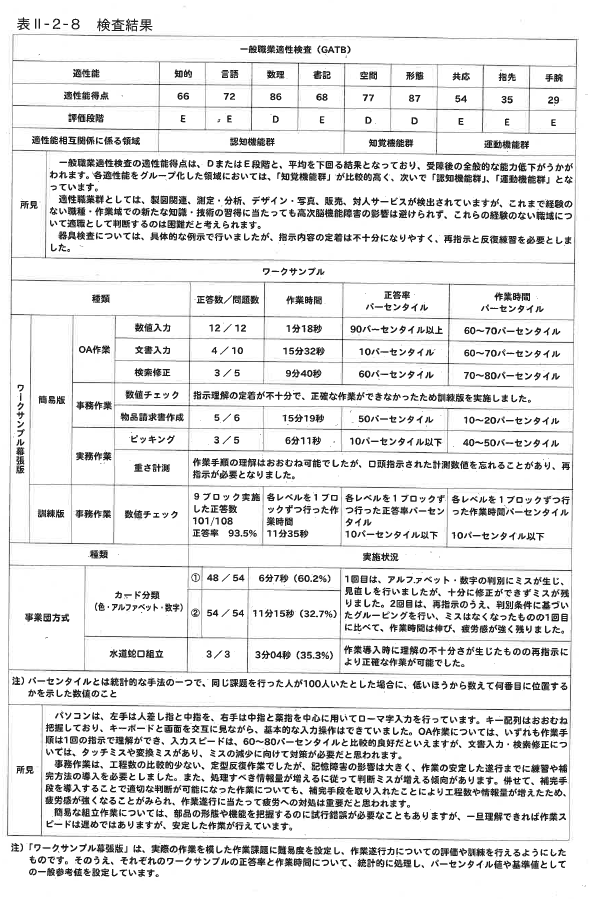 表Ⅱ-2-8 検査結果
一般職業適性検査(GATB)
適性能 知的 言語 数理 書記 空間 形態 共応 指先 手腕
適性能得点 66 72 86 68 77 87 54 35 29
評価段階 E E D E D D E E E
適性能相互関係に係る領域 認知機能群 知覚機能群 運動機能群
所見
一般職業適性検査の適性能得点は、DまたはE段階と、平均を下回る結果となっており、受障後の全般的な能力低下がうかが
われます。各適性能をグループ化した領域においては、「知覚機能群」が比較的高く、次いで「認知機能群」、「運動機能群」とな
っています。
適性職業群としては、製図関連、測定・分析、デザイン・写真、販売、対人サービスが検出されていますが、これまで経験の
ない職種・作業域での新たな知識・技術の習得に当たっても高次脳機能障害の影響は避けられず、これらの経験のない職域につ
いて適職として判断するのは困難だと考えられます。
器具検査については、具体的な例示で行いましたが、指示内容の定着は不十分になりやすく、再指示と反復練習を必要としま
した。
ワークサンプル
種類 正答数/問題数 作業時間 正答率パーセンタイル 作業時間パーセンタイル
ワークサンプル幕張版
簡易版
OA作業
数値入力 12/12 1分18秒 90パーセンタイル以上 60~70パーセンタイル
文書入力 4/10 15分32秒 10パーセンタイル 60~70パーセンタイル
検索修正 3/5 9分40秒 60パーセンタイル 70~80パーセンタイル
事務作業
数値チェック 指示理解の定着が不十分で、正確な作業ができなかったため訓練版を実施しました。
物品請求書作成 5/6 15分19秒 50パーセンタイル 10~20パーセンタイル
実務作業
ピッキング 3/5 6分11秒 10パーセンタイル以下 40~50パーセンタイル
重さ計測
作業手順の理解はおおむね可能でしたが、口頭指示された計測数値を忘れることがあり、再
指示が必要となりました。
訓練版 事務作業 数値チェック
9ブロック実施
した正答数
101/108
正答率 93.5%
各レベルを1ブロ
ックずつ行った作
業時間
11分35秒
各レベルを1ブロックず
つ行った正答率パーセン
タイル
10パーセンタイル以下
各レベルを1ブロックずつ行
った作業時間パーセンタイル
10パーセンタイル以下
種類 実施状況
事業団方式
カード分類
(色・アルファベット・数字)
① 48/54 6分7秒(60.2%)
② 54/54 11分15秒(32.7%)
1回目は、アルファベット・数字の判別にミスが生じ、
見直しを行いましたが、十分に修正ができずミスが残
りました。2回目は、再指示のうえ、判断条件に基づい
たグルーピングを行い、ミスはなくなったものの1回目
に比べて、作業時間は伸び、疲労感が強く残りました。
水道蛇口組立 3/3 3分04秒(35.3%)
作業導入時に理解の不十分さが生じたものの再指示に
より正確な作業が可能でした。
注)パーセンタイルとは統計的な手法の一つで、同じ課題を行った人が100人いたとした場合に、低いほうから数えて何番目に位置する
かを示した数値のこと
所見
パソコンは、左手は人差し指と中指を、右手は中指と薬指を中心に用いてローマ字入力を行っています。キー配列はおおむね
把握しており、キーボードと画面を交互に見ながら、基本的な入力操作はできていました。OA作業については、いずれも作業手
順は1回の指示で理解ができ、入力スピードは、60~80パーセンタイルと比較的良好だといえますが、文書入力・検索修正につ
いては、タッチミスや変換ミスがあり、ミスの減少に向けて対策が必要だと思われます。
事務作業は、工程数の比較的少ない、定型反復作業でしたが、記憶障害の影響は大きく、作業の安定した遂行までに練習や補
完方法の導入を必要としました。また、処理すべき情報量が増えるに従って判断ミスが増える傾向があります。併せて、補完手
段を導入することで適切な判断が可能になった作業についても、補完手段を取り入れたことにより工程数や情報量が増えたため、
疲労感が強くなることがみられ、作業遂行に当たって疲労への対処は重要だと思われます。
簡易な組立作業については、部品の形態や機能を把握するのに試行錯誤が必要なこともありますが、一旦理解できれば作業ス
ピードは遅めではありますが、安定した作業が行えています。
注)「ワークサンプル幕張版」は、実際の作業を模した作業課題に難易度を設定し、作業遂行力についての評価や訓練を行えるようにした
ものです。そのうえ、それぞれのワークサンプルの正答率と作業時間について、統計的に処理し、パーセンタイル値や基準値として
の一般参考値を設定しています。